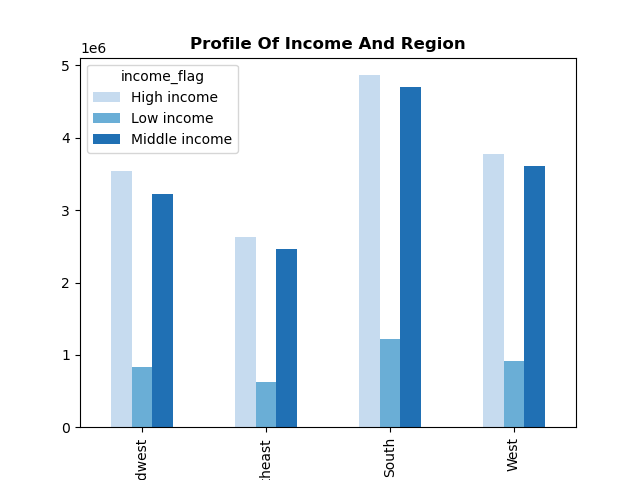 Profile Of Income And Region
1e6
income_flag
High income
Low income
Middle income
5
4
3
2
1
0
dwest
theast
South
West